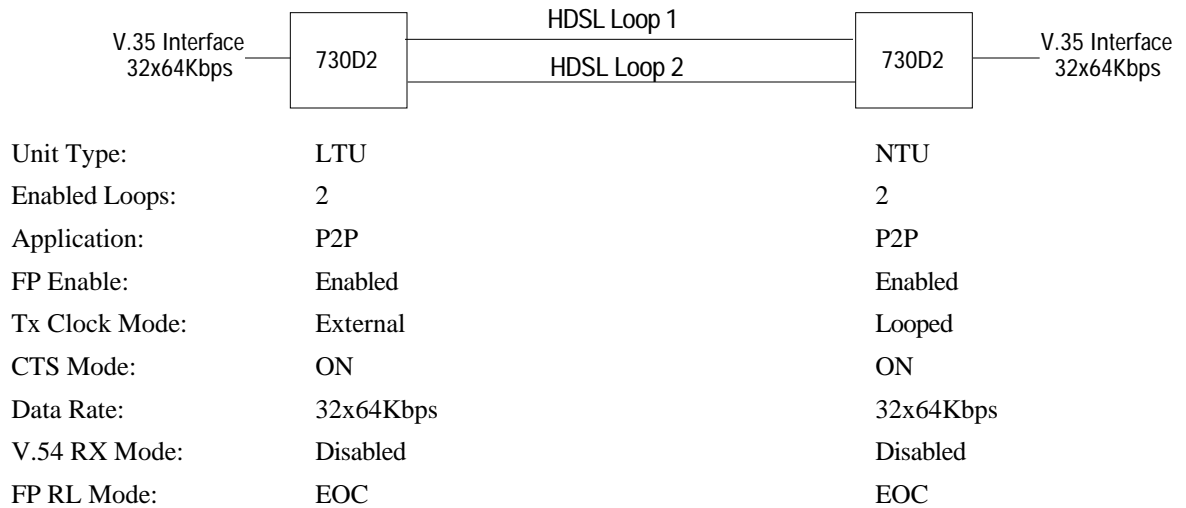 HDSL Loop 1
V.35 Interface
32x64Kbps
730D2
HDSL Loop 2
730D2
V.35 Interface
32x64Kbps
Unit Type: LTU NTU
Enabled Loops: 2 2
Application: P2P P2P
FP Enable: Enabled Enabled
Tx Clock Mode: External Looped
CTS Mode: ON ON
Data Rate: 32x64Kbps 32x64Kbps
V.54 RX Mode: Disabled Disabled
FP RL Mode: EOC EOC